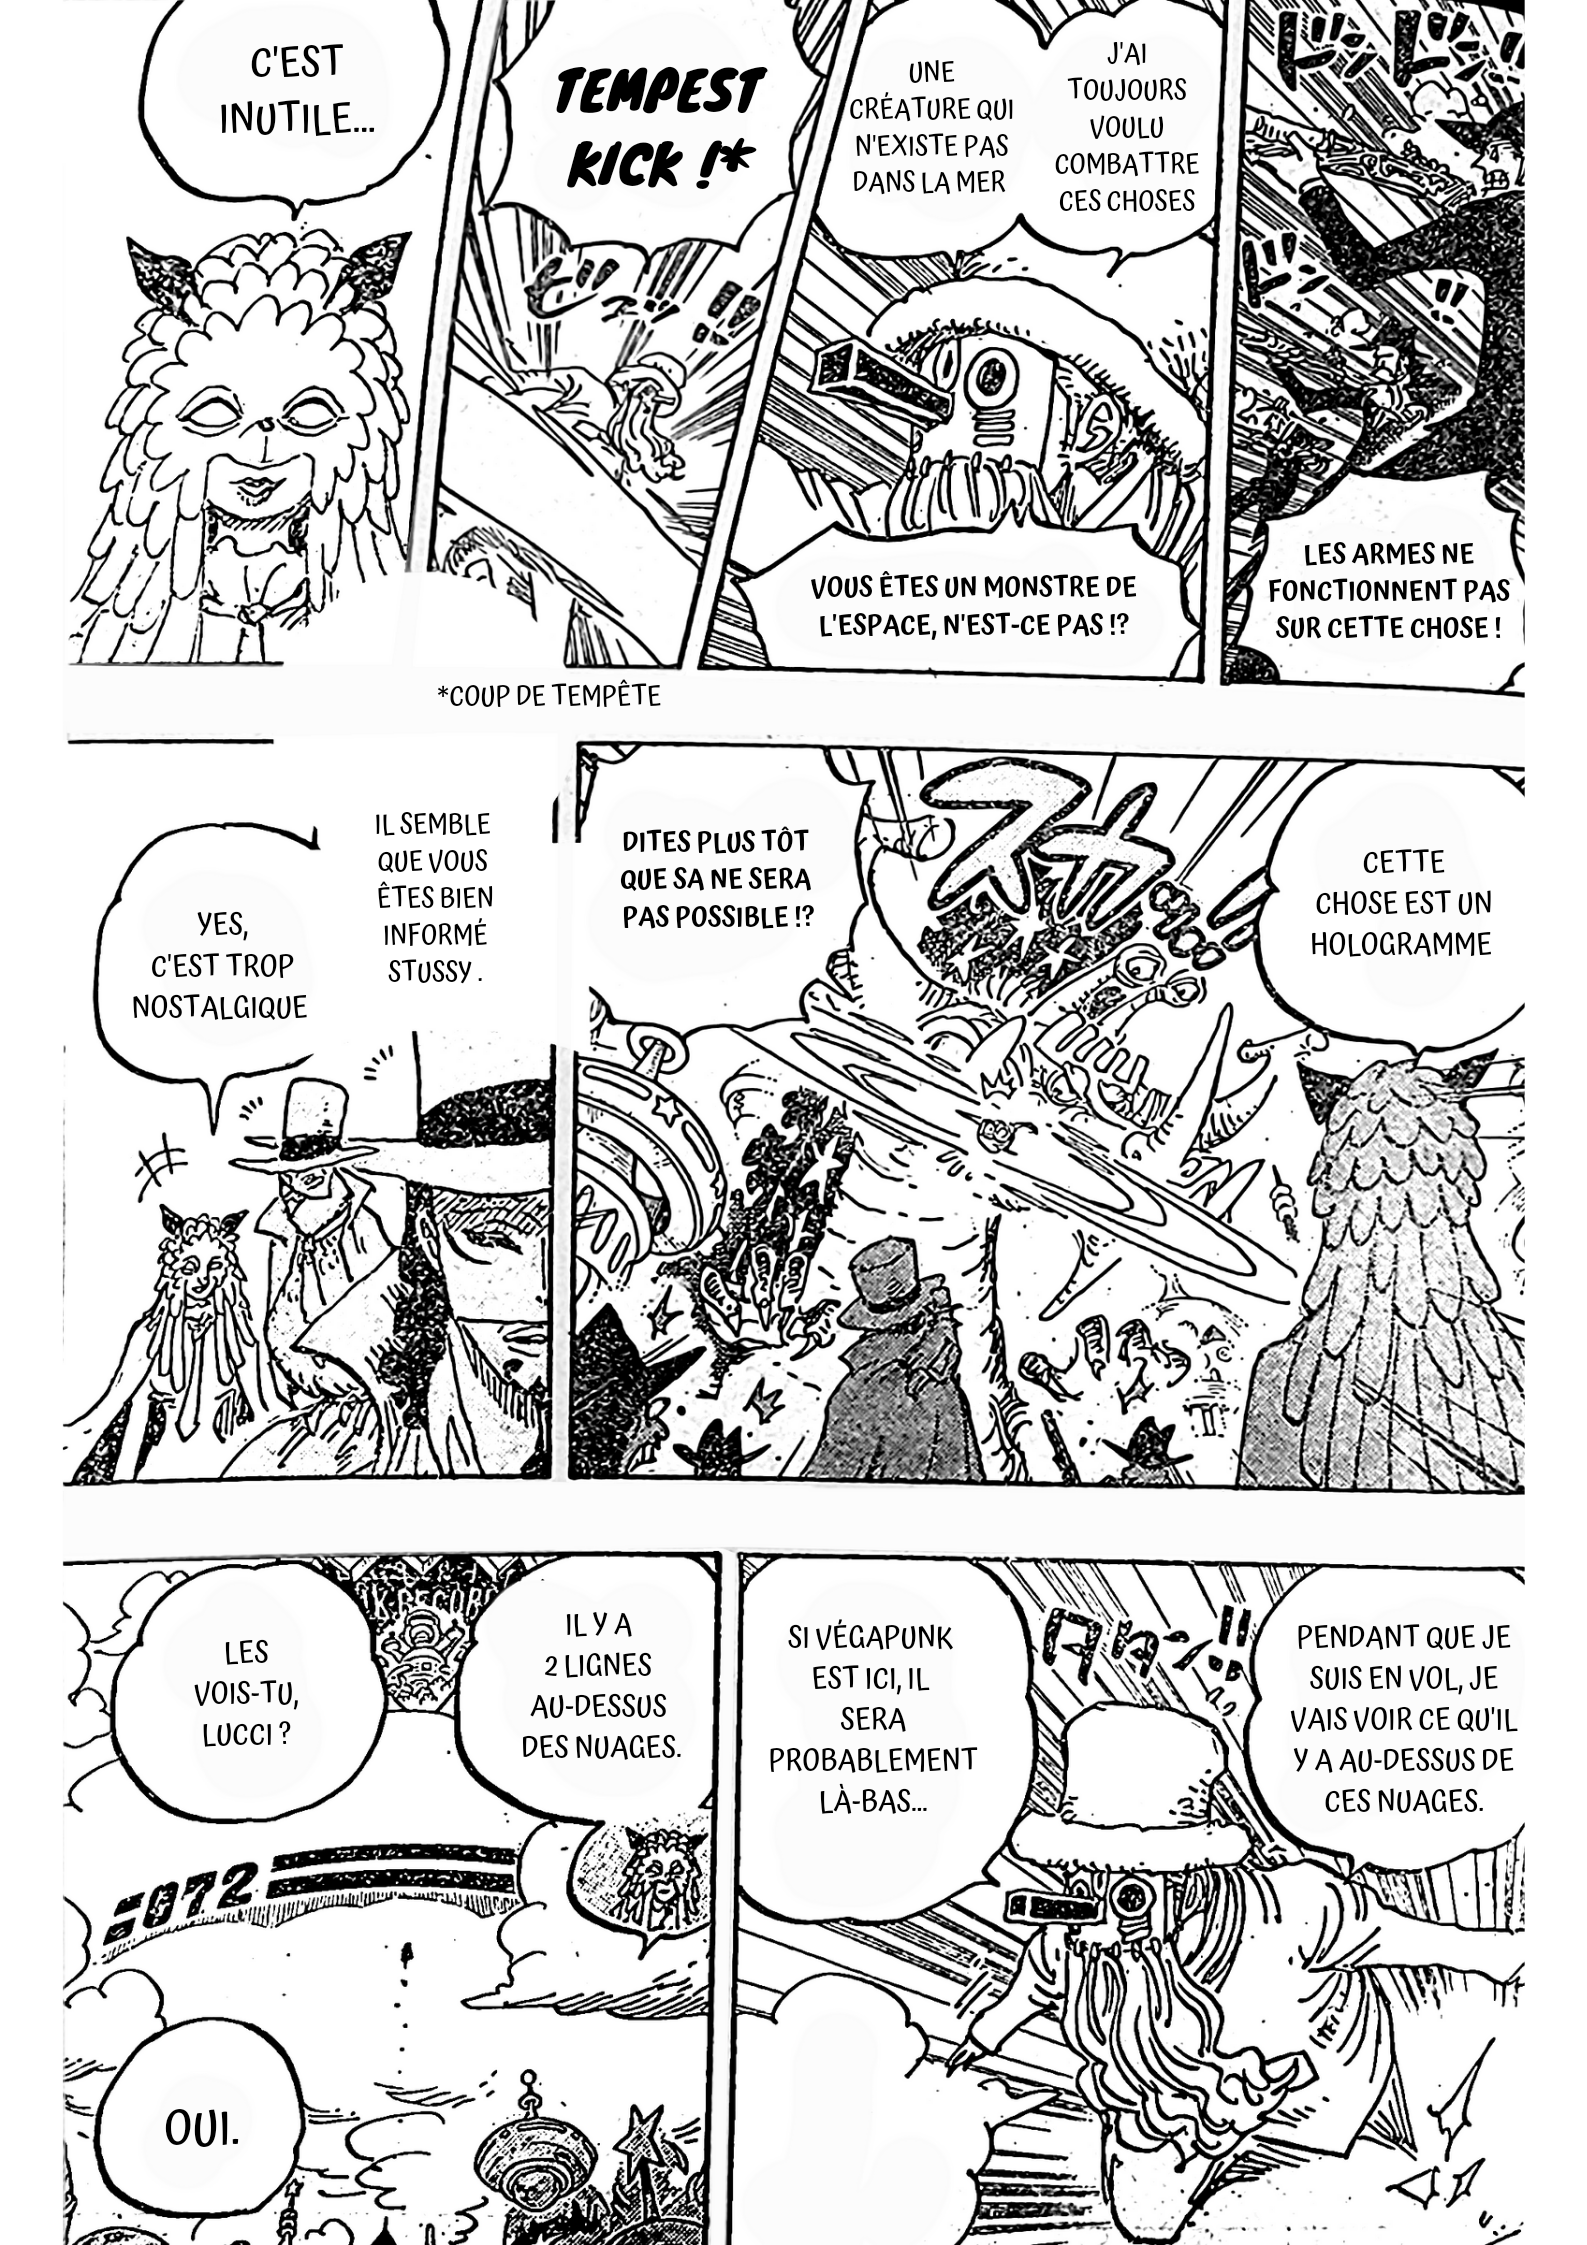 LES ARMES NE
FONCTIONNENT PAS
SUR CETTE CHOSE !
J'AI
TOUJOURS
VOULU
COMBATTRE
CES CHOSES
UNE
CRÉATURE QUI
N'EXISTE PAS
DANS LA MER
VOUS ÊTES UN MONSTRE DE
L'ESPACE, N'EST-CE PAS !?
TEMPEST
KICK !*
C'EST
INUTILE...
*COUP DE TEMPÊTE
CETTE
CHOSE EST UN
HOLOGRAMME
スカッ
DITES PLUS TÔT
QUE SA NE SERA
PAS POSSIBLE !?
IL SEMBLE
QUE VOUS
ÊTES BIEN
INFORMÉ
STUSSY .
YES,
C'EST TROP
NOSTALGIQUE
PENDANT QUE JE
SUIS EN VOL, JE
VAIS VOIR CE QU'IL
Y A AU-DESSUS DE
CES NUAGES.
SI VÉGAPUNK
EST ICI, IL
SERA
PROBABLEMENT
LÀ-BAS...
IL Y A
2 LIGNES
AU-DESSUS
DES NUAGES.
LES
VOIS-TU,
LUCCI ?
072
OUI.